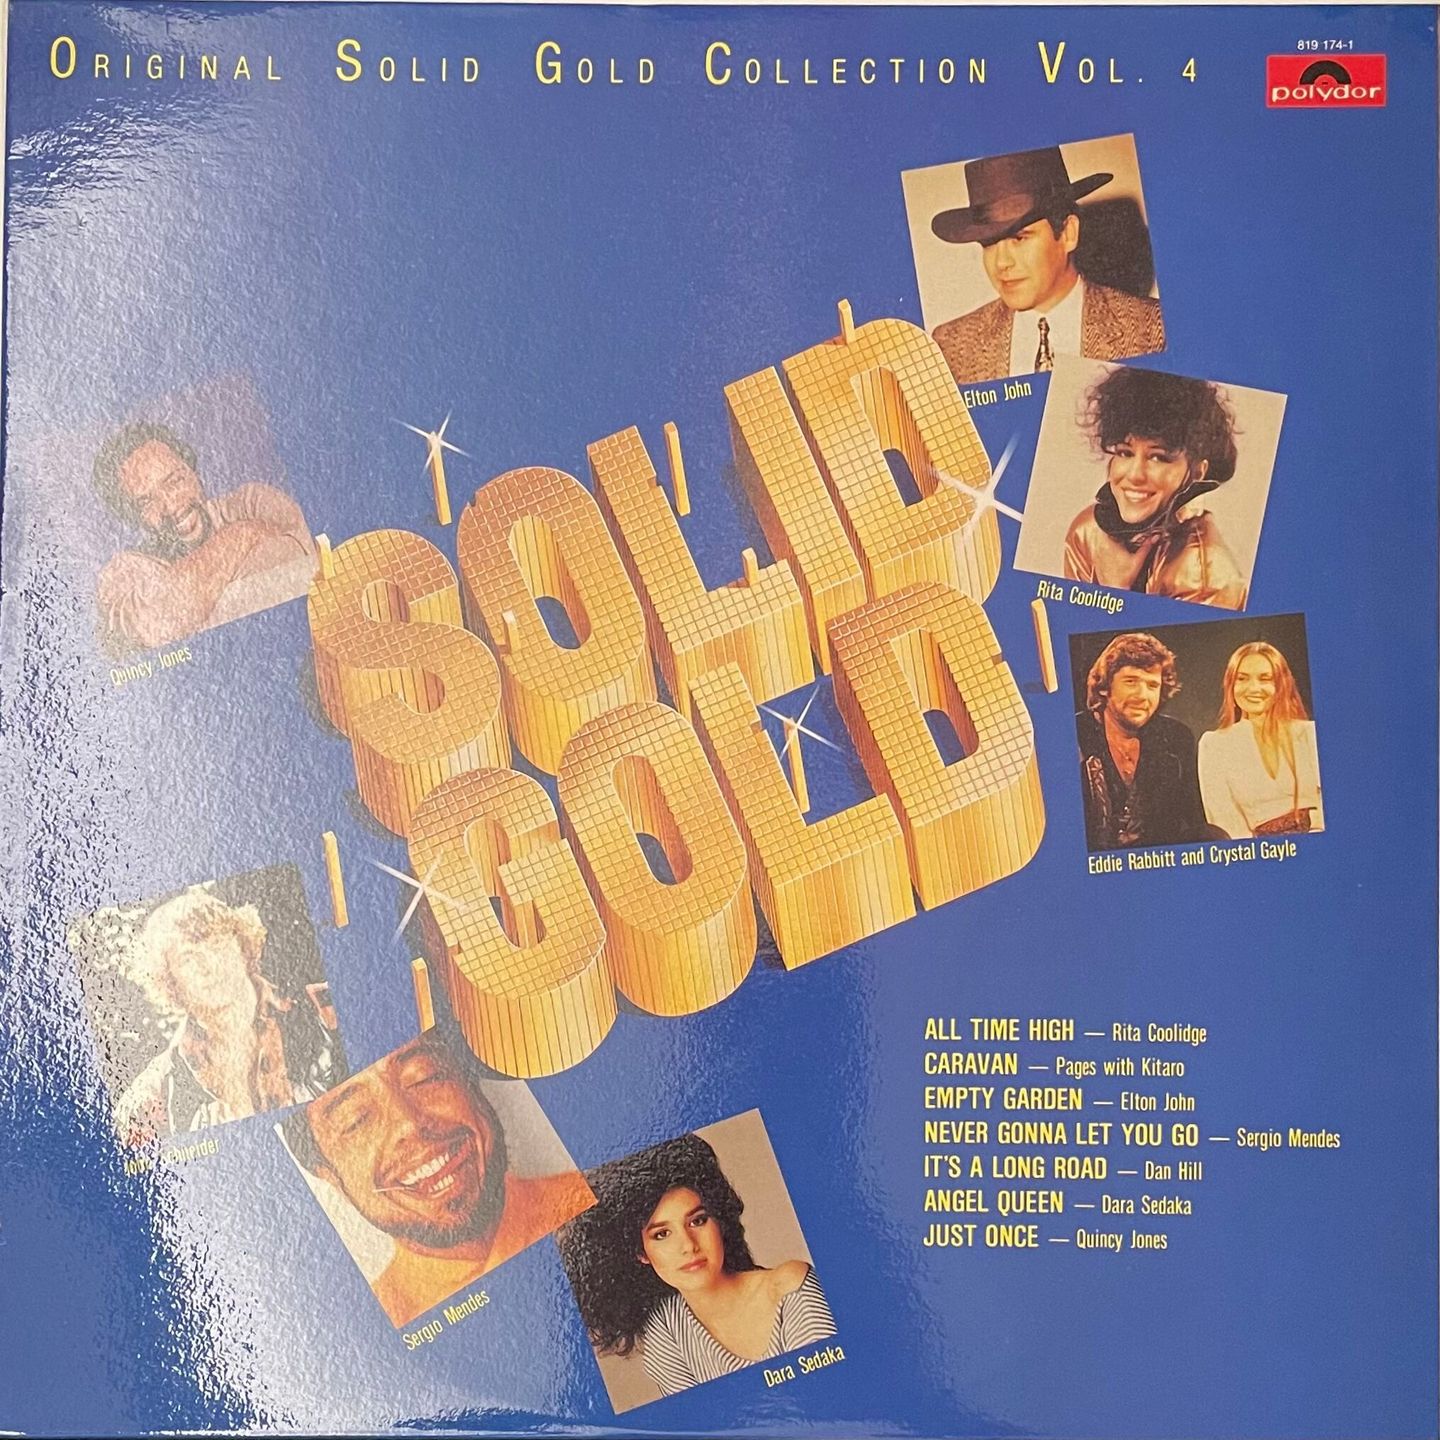 ORIGINAL SOLID GOLD COLLECTION VOL. 4
819 174-1
polydor
Elton John
Rita Coolidge
Quincy Jones
SOLID
GOLD
Eddie Rabbitt and Crystal Gayle
John Schneider
Sergio Mendes
Dara Sedaka
ALL TIME HIGH — Rita Coolidge
CARAVAN — Pages with Kitaro
EMPTY GARDEN — Elton John
NEVER GONNA LET YOU GO — Sergio Mendes
IT'S A LONG ROAD — Dan Hill
ANGEL QUEEN — Dara Sedaka
JUST ONCE — Quincy Jones